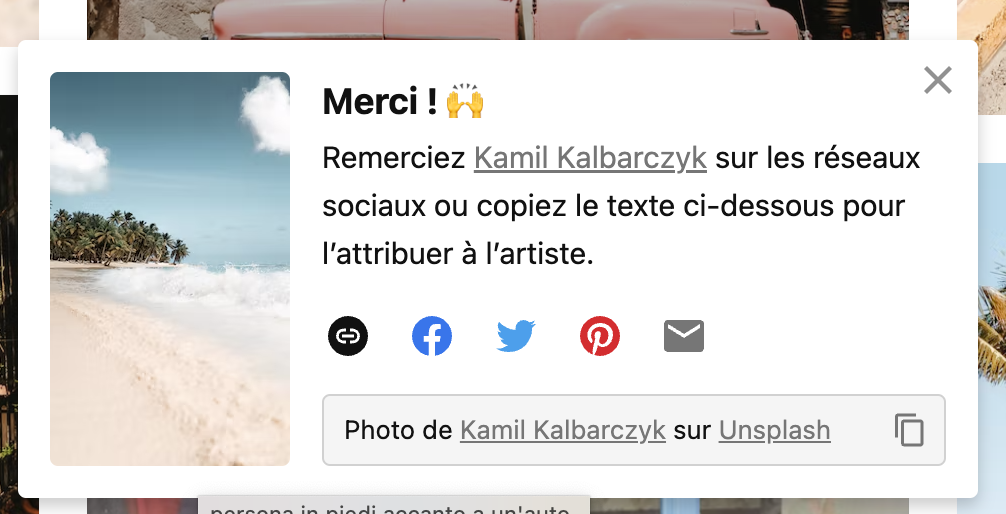 Merci ! 🙌
Remerciez Kamil Kalbarczyk sur les réseaux
sociaux ou copiez le texte ci-dessous pour
l’attribuer à l’artiste.
Photo de Kamil Kalbarczyk sur Unsplash
persona in piedi accanto a un'auto